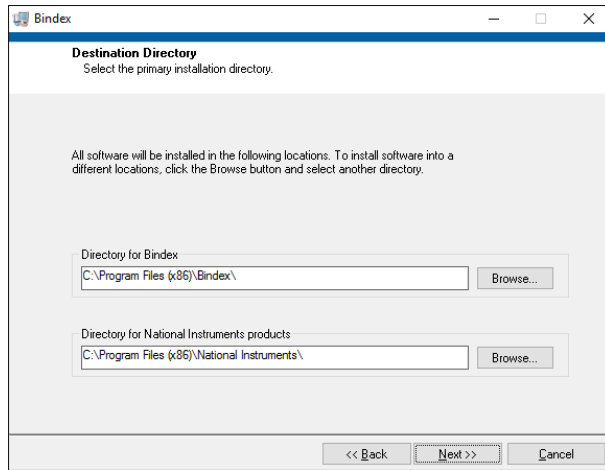 Bindex
Destination Directory
Select the primary installation directory.
All software will be installed in the following locations. To install software into a
different locations, click the Browse button and select another directory.
Directory for Bindex
C:\Program Files (x86)\Bindex\
Browse...
Directory for National Instruments products
C:\Program Files (x86)\National Instruments\
Browse...
<< Back
Next >>
Cancel